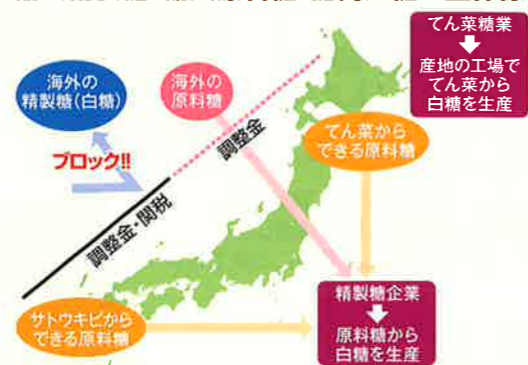 てん菜糖業
産地の工場で
てん菜から
白糖を生産
海外の
精製糖(白糖)
海外の
原料糖
ブロック!!
調整金
調整金・関税
てん菜から
できる原料糖
サトウキビから
できる原料糖
精製糖企業
原料糖から
白糖を生産